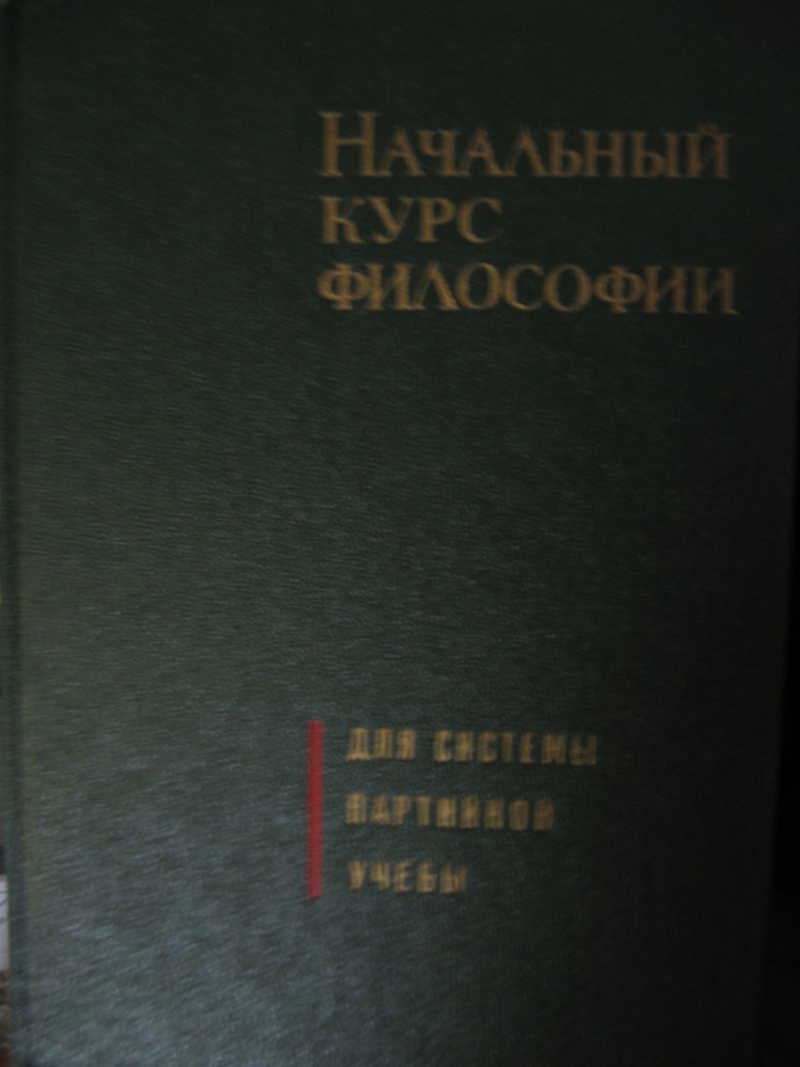 Начальный
курс
философии
для системы
партийной
учебы